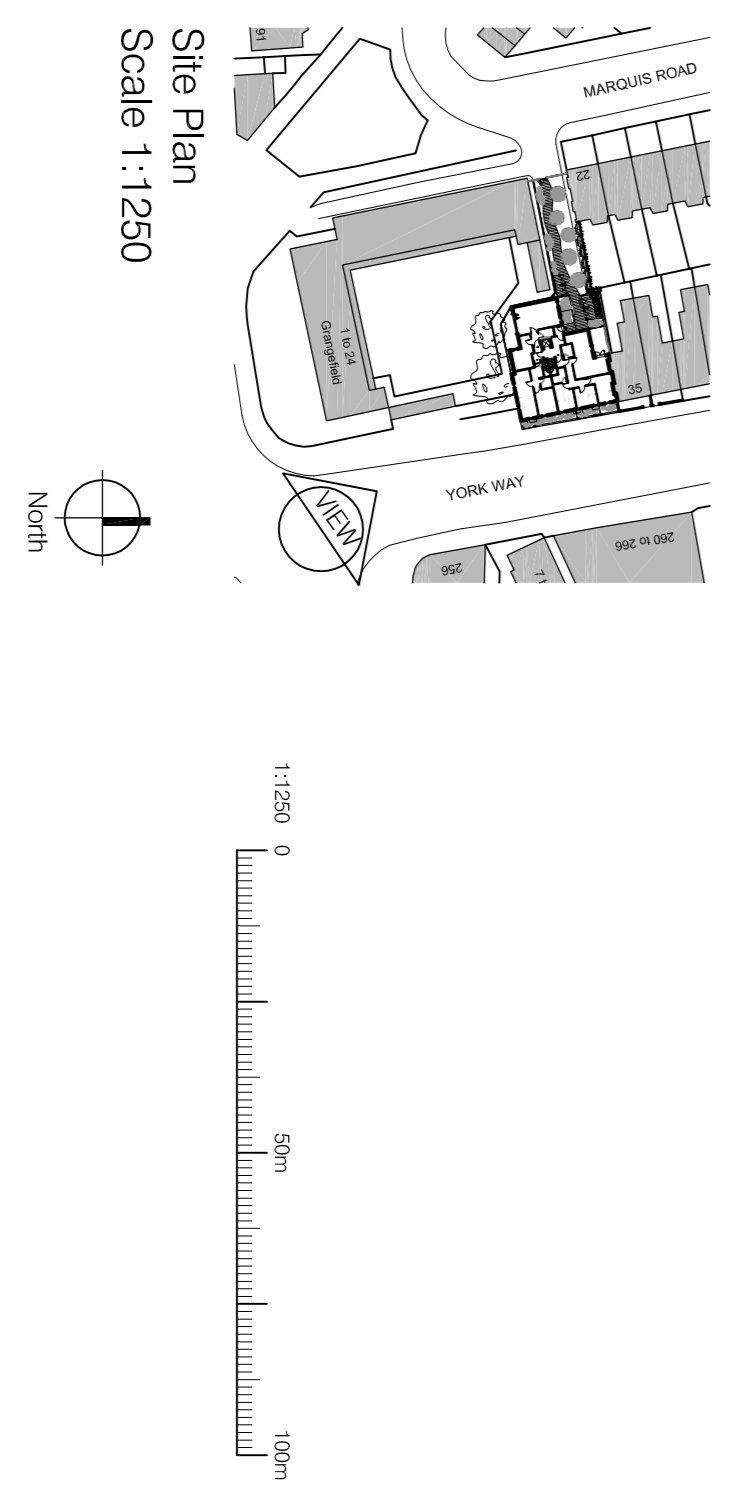 Site Plan
Scale 1:1250
North
MARQUIS ROAD
91
22
1 to 24
Grangefield
35
YORK WAY
VIEW
256
260 to 266
1:1250
0
50m
100m